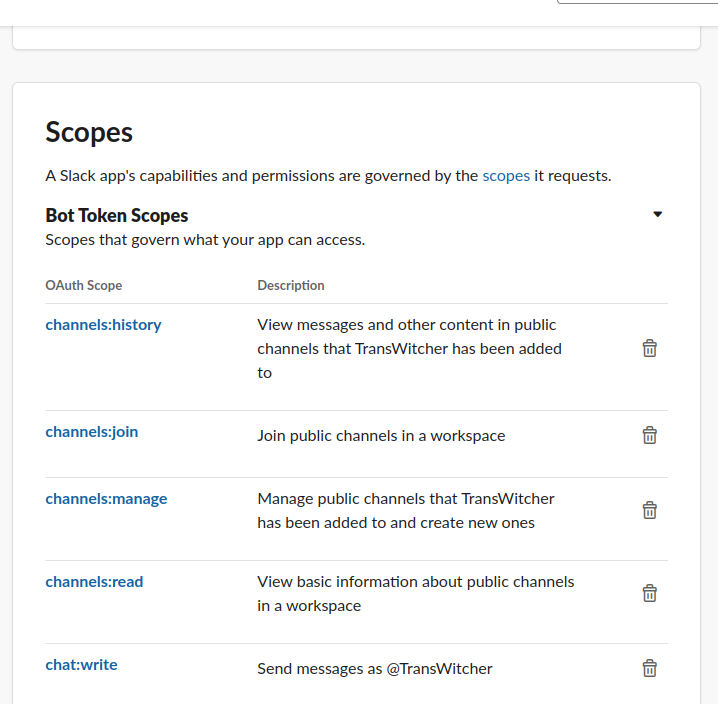 Scopes
A Slack app's capabilities and permissions are governed by the scopes it requests.
Bot Token Scopes
Scopes that govern what your app can access.
OAuth Scope Description
channels:history View messages and other content in public
channels that TransWitcher has been added
to
channels:join Join public channels in a workspace
channels:manage Manage public channels that TransWitcher
has been added to and create new ones
channels:read View basic information about public channels
in a workspace
chat:write Send messages as @TransWitcher